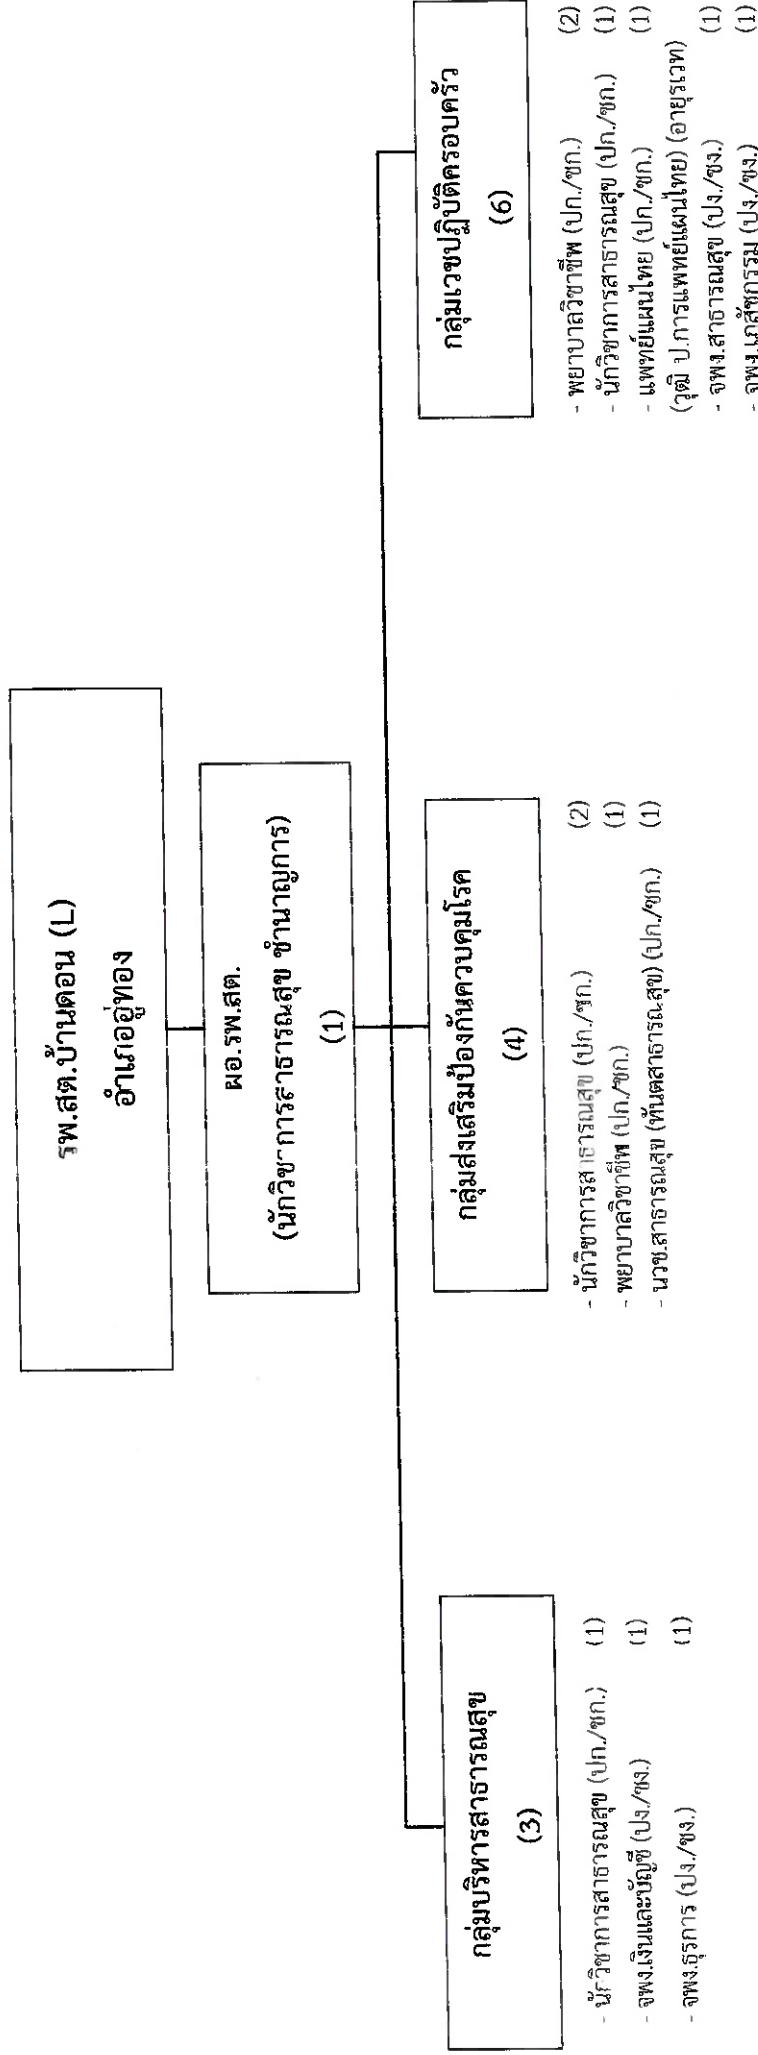 รพ.สต.บ้านดอน (L)
อำเภออู่ทอง
ผอ.รพ.สต.
(นักวิชาการสาธารณสุข ชำนาญการ)
(1)
กลุ่มบริหารสาธารณสุข
(3)
- นักวิชาการสาธารณสุข (ปก./ชก.) (1)
- จพง.เงินและบัญชี (ปง./ชง.) (1)
- จพง.ธุรการ (ปง./ชง.) (1)
กลุ่มส่งเสริมป้องกันควบคุมโรค
(4)
- นักวิชาการสาธารณสุข (ปก./ชก.) (2)
- พยาบาลวิชาชีพ (ปก./ชก.) (1)
- นวช.สาธารณสุข (ทันตสาธารณสุข) (ปก./ชก.) (1)
กลุ่มเวชปฏิบัติครอบครัว
(6)
- พยาบาลวิชาชีพ (ปก./ชก.) (2)
- นักวิชาการสาธารณสุข (ปก./ชก.) (1)
- แพทย์แผนไทย (ปก./ชก.) (1)
(วุฒิ ป.การแพทย์แผนไทย) (อายุรเวท)
- จพง.สาธารณสุข (ปง./ชง.) (1)
- จพง.เภสัชกรรม (ปง./ชง.) (1)